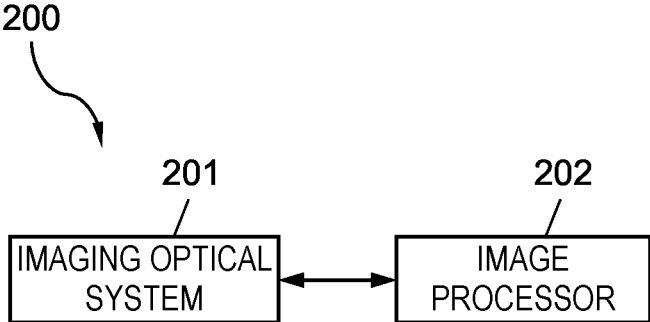 200
201
202
IMAGING OPTICAL
SYSTEM
IMAGE
PROCESSOR